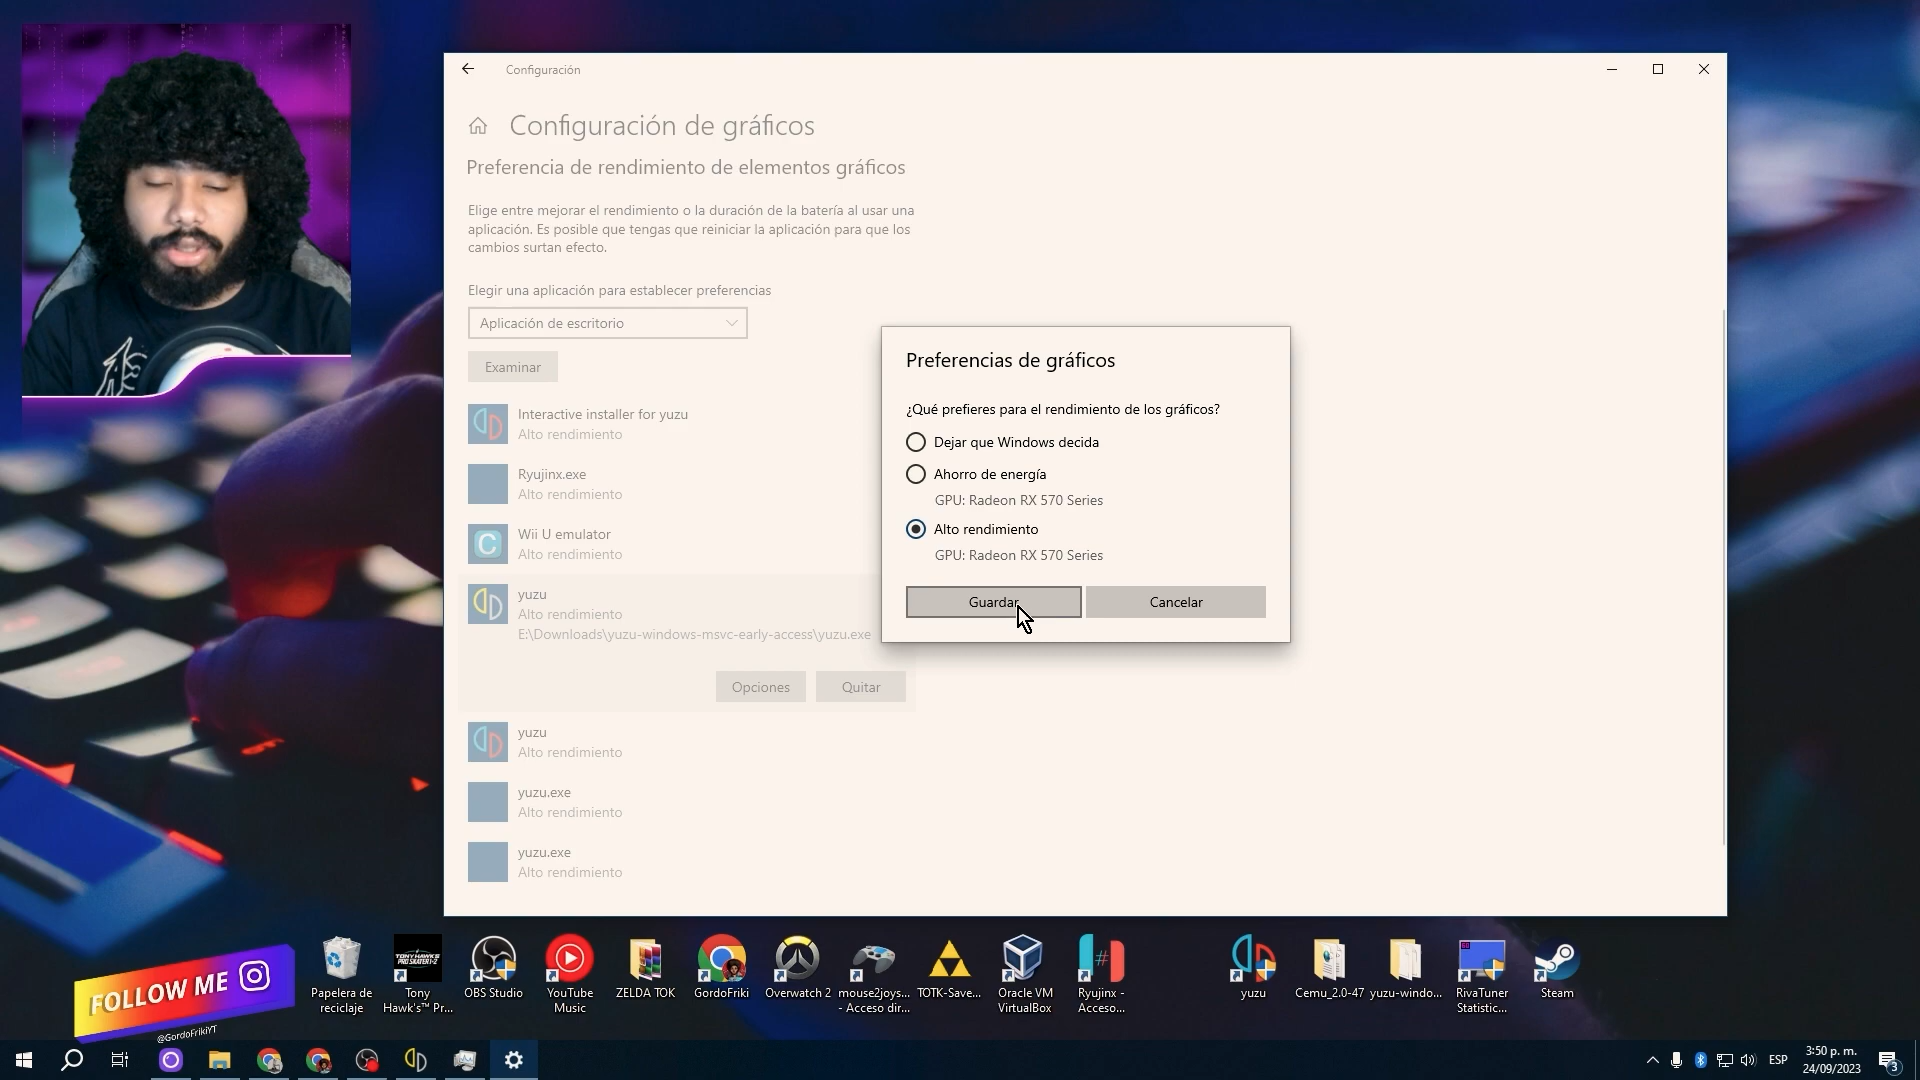 Configuración
Configuración de gráficos
Preferencia de rendimiento de elementos gráficos
Elige entre mejorar el rendimiento o la duración de la batería al usar una
aplicación. Es posible que tengas que reiniciar la aplicación para que los
cambios surtan efecto.
Elegir una aplicación para establecer preferencias
Aplicación de escritorio
Examinar
Interactive installer for yuzu
Alto rendimiento
Ryujinx.exe
Alto rendimiento
Wii U emulator
Alto rendimiento
yuzu
Alto rendimiento
E:\Downloads\yuzu-windows-msvc-early-access\yuzu.exe
Opciones
Quitar
yuzu
Alto rendimiento
yuzu.exe
Alto rendimiento
yuzu.exe
Alto rendimiento
Preferencias de gráficos
¿Qué prefieres para el rendimiento de los gráficos?
Dejar que Windows decida
Ahorro de energía
GPU: Radeon RX 570 Series
Alto rendimiento
GPU: Radeon RX 570 Series
Guardar
Cancelar
FOLLOW ME
@GordoFrikiYT
Papelera de
reciclaje
Tony
Hawk's™ Pr...
OBS Studio
YouTube
Music
ZELDA TOK
GordoFriki
Overwatch 2
mouse2joys...
- Acceso dir...
TOTK-Save...
Oracle VM
VirtualBox
Ryujinx -
Acceso...
yuzu
Cemu_2.0-47
yuzu-windo...
RivaTuner
Statistic...
Steam
ESP
3:50 p. m.
24/09/2023
3